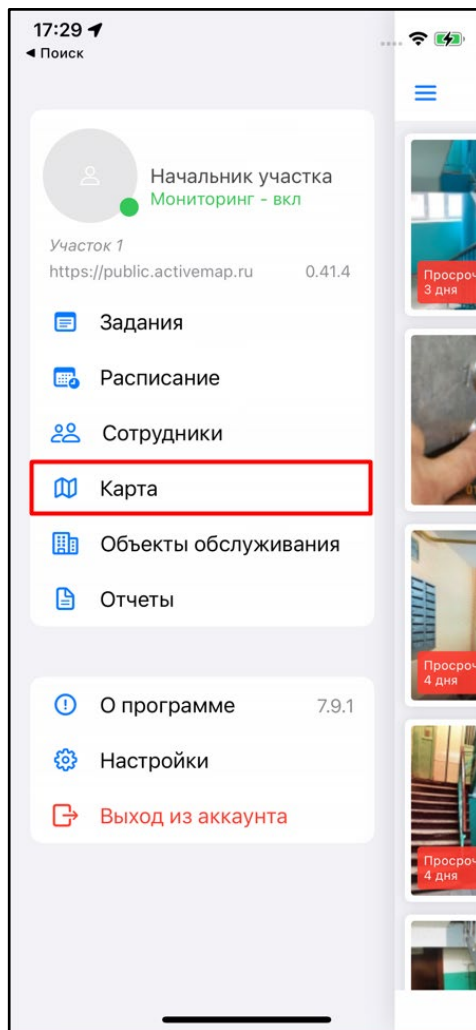 17:29
◀ Поиск
Начальник участка
Мониторинг - вкл
Участок 1
https://public.activemap.ru 0.41.4
Задания
Расписание
Сотрудники
Карта
Объекты обслуживания
Отчеты
О программе 7.9.1
Настройки
Выход из аккаунта
Просроч
3 дня
Просроч
4 дня
Просроч
4 дня